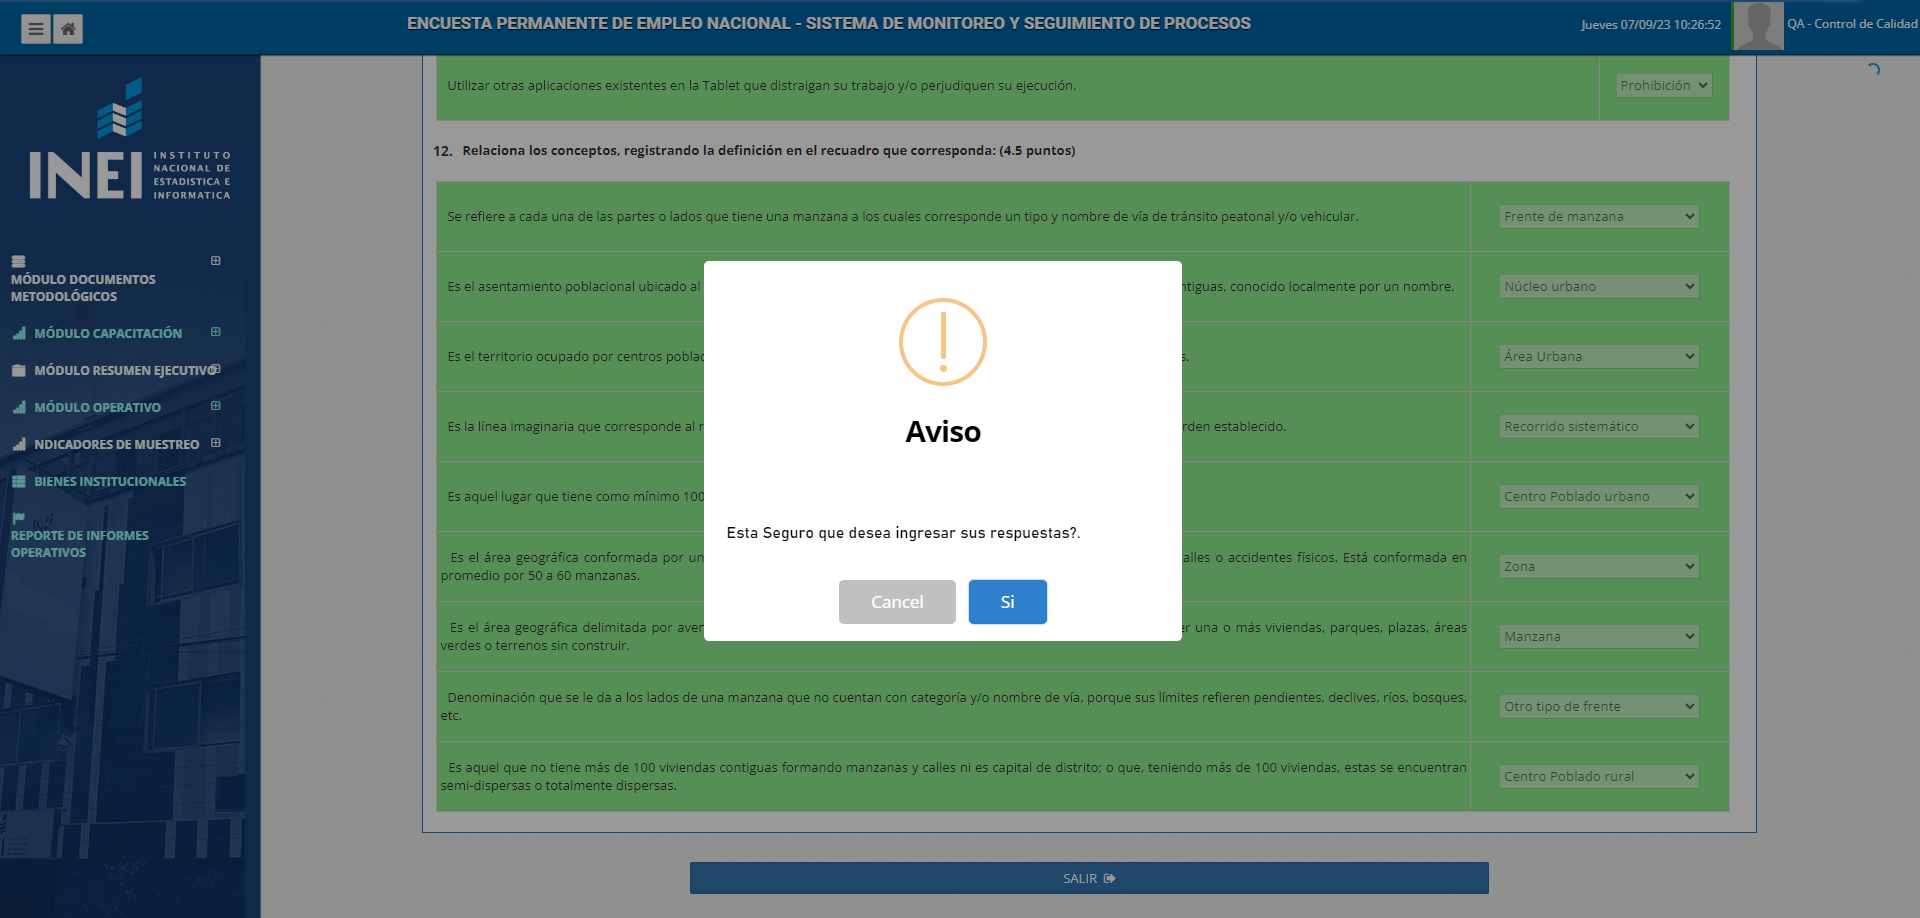 ENCUESTA PERMANENTE DE EMPLEO NACIONAL - SISTEMA DE MONITOREO Y SEGUIMIENTO DE PROCESOS
Jueves 07/09/23 10:26:52
QA - Control de Calidad
INEI
INSTITUTO
NACIONAL DE
ESTADISTICA E
INFORMATICA
MÓDULO DOCUMENTOS
METODOLÓGICOS
MÓDULO CAPACITACIÓN
MÓDULO RESUMEN EJECUTIVO
MÓDULO OPERATIVO
NDICADORES DE MUESTREO
BIENES INSTITUCIONALES
REPORTE DE INFORMES
OPERATIVOS
Utilizar otras aplicaciones existentes en la Tablet que distraigan su trabajo y/o perjudiquen su ejecución.
Prohibición
12. Relaciona los conceptos, registrando la definición en el recuadro que corresponda: (4.5 puntos)
Se refiere a cada una de las partes o lados que tiene una manzana a los cuales corresponde un tipo y nombre de vía de tránsito peatonal y/o vehicular.
Frente de manzana
Es el asentamiento poblacional ubicado al
ntiguas, conocido localmente por un nombre.
Núcleo urbano
Es el territorio ocupado por centros poblac
s.
Área Urbana
Es la línea imaginaria que corresponde al r
rden establecido.
Recorrido sistemático
Es aquel lugar que tiene como mínimo 100
Centro Poblado urbano
Es el área geográfica conformada por un
alles o accidentes físicos. Está conformada en
promedio por 50 a 60 manzanas.
Zona
Es el área geográfica delimitada por aven
er una o más viviendas, parques, plazas, áreas
verdes o terrenos sin construir.
Manzana
Denominación que se le da a los lados de una manzana que no cuentan con categoría y/o nombre de vía, porque sus límites refieren pendientes, declives, ríos, bosques,
etc.
Otro tipo de frente
Es aquel que no tiene más de 100 viviendas contiguas formando manzanas y calles ni es capital de distrito; o que, teniendo más de 100 viviendas, estas se encuentran
semi-dispersas o totalmente dispersas.
Centro Poblado rural
Aviso
Esta Seguro que desea ingresar sus respuestas?.
Cancel
Si
SALIR